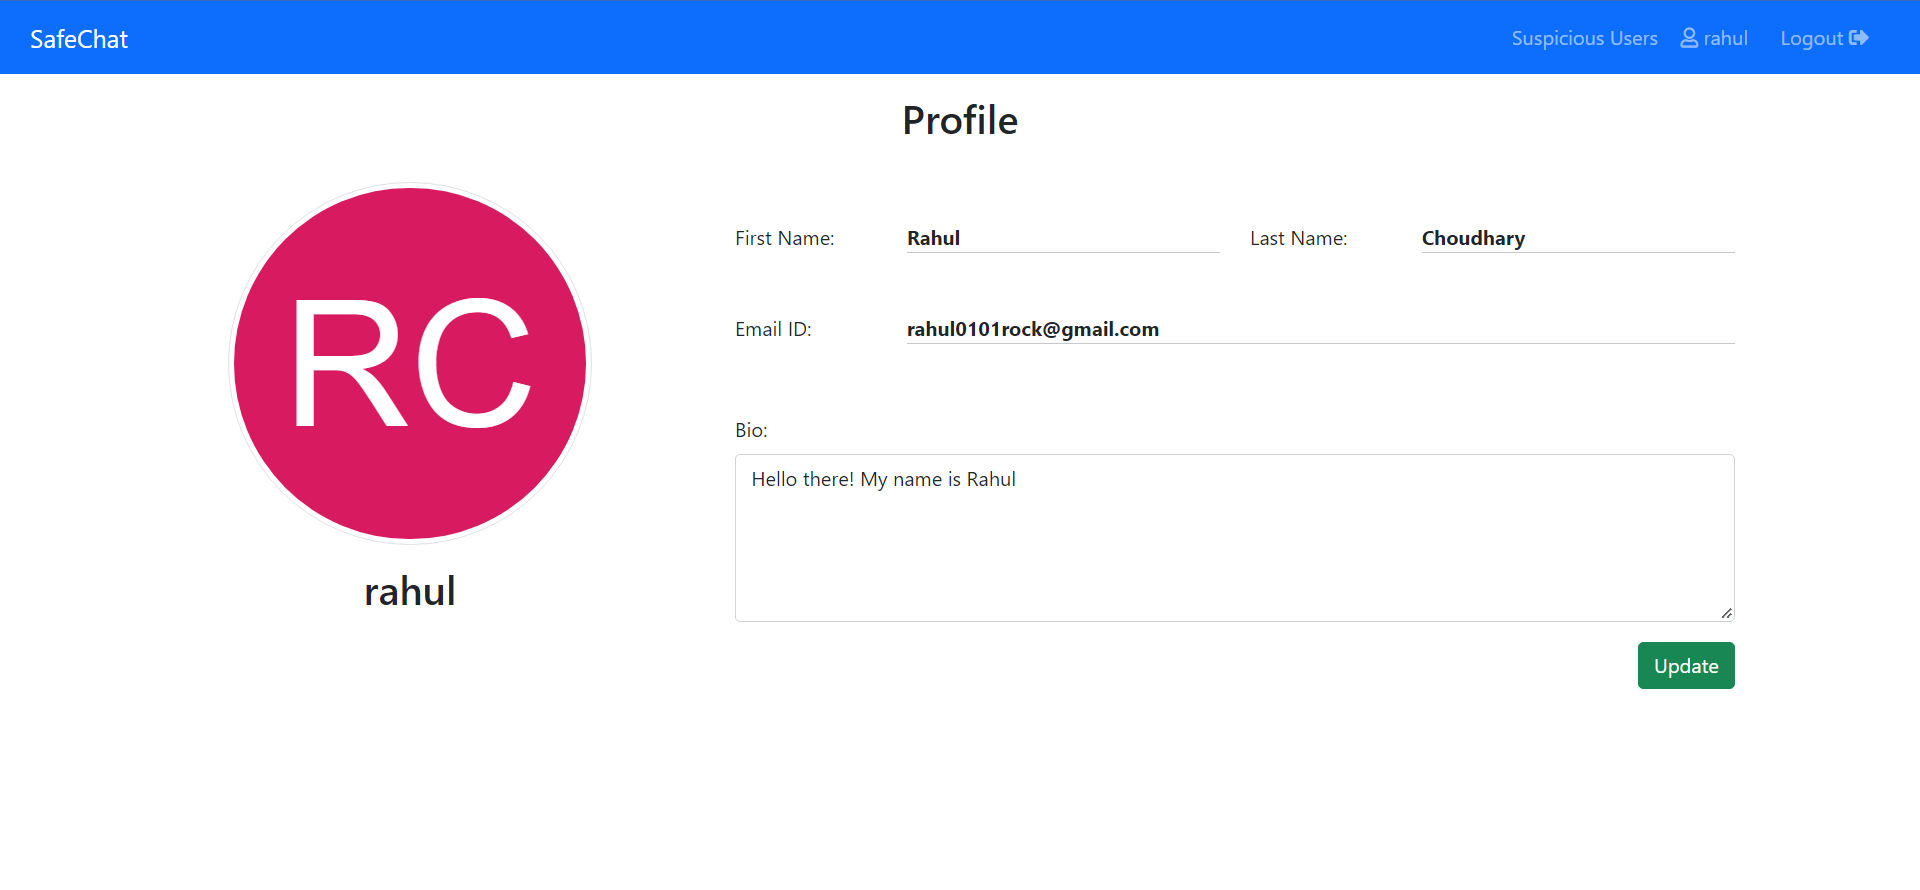 SafeChat Suspicious Users rahul Logout
Profile
RC
rahul
First Name: Rahul Last Name: Choudhary
Email ID: rahul0101rock@gmail.com
Bio:
Hello there! My name is Rahul
Update